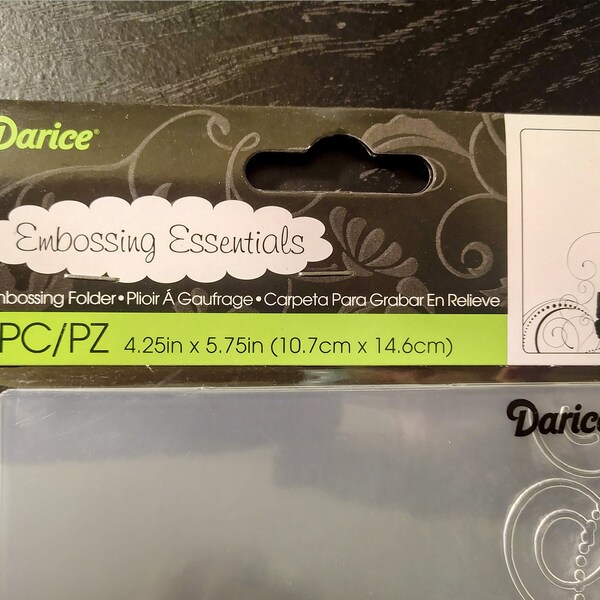 Darice®
Embossing Essentials
mbossing Folder • Plioir Á Gaufrage • Carpeta Para Grabar En Relieve
PC/PZ 4.25in x 5.75in (10.7cm x 14.6cm)
Darice